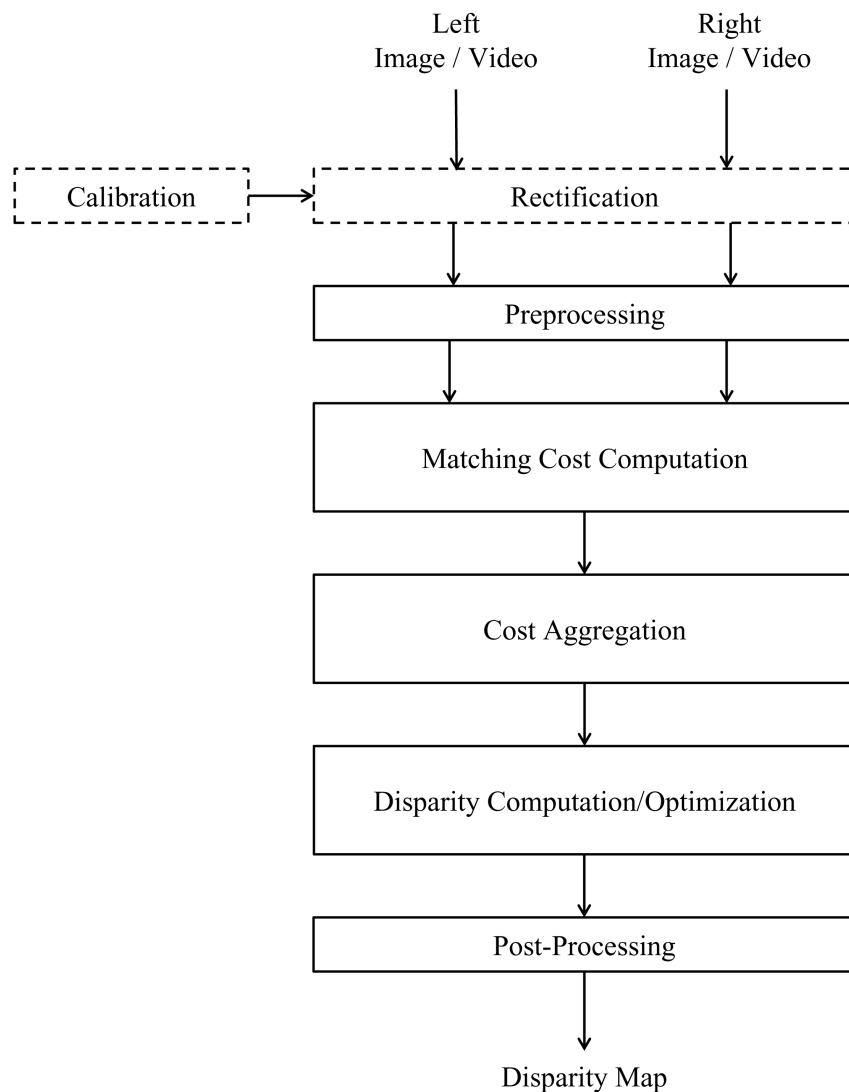 Left
Image / Video
Right
Image / Video
Calibration
Rectification
Preprocessing
Matching Cost Computation
Cost Aggregation
Disparity Computation/Optimization
Post-Processing
Disparity Map